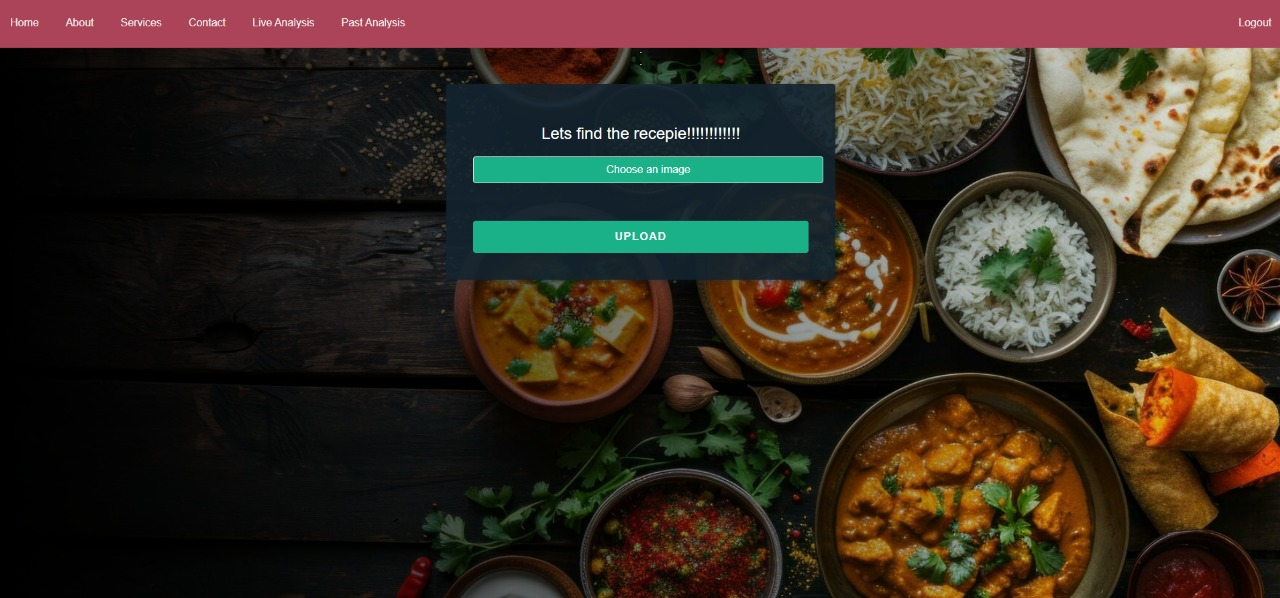 Home About Services Contact Live Analysis Past Analysis Logout
Lets find the recepie!!!!!!!!!!!!
Choose an image
UPLOAD